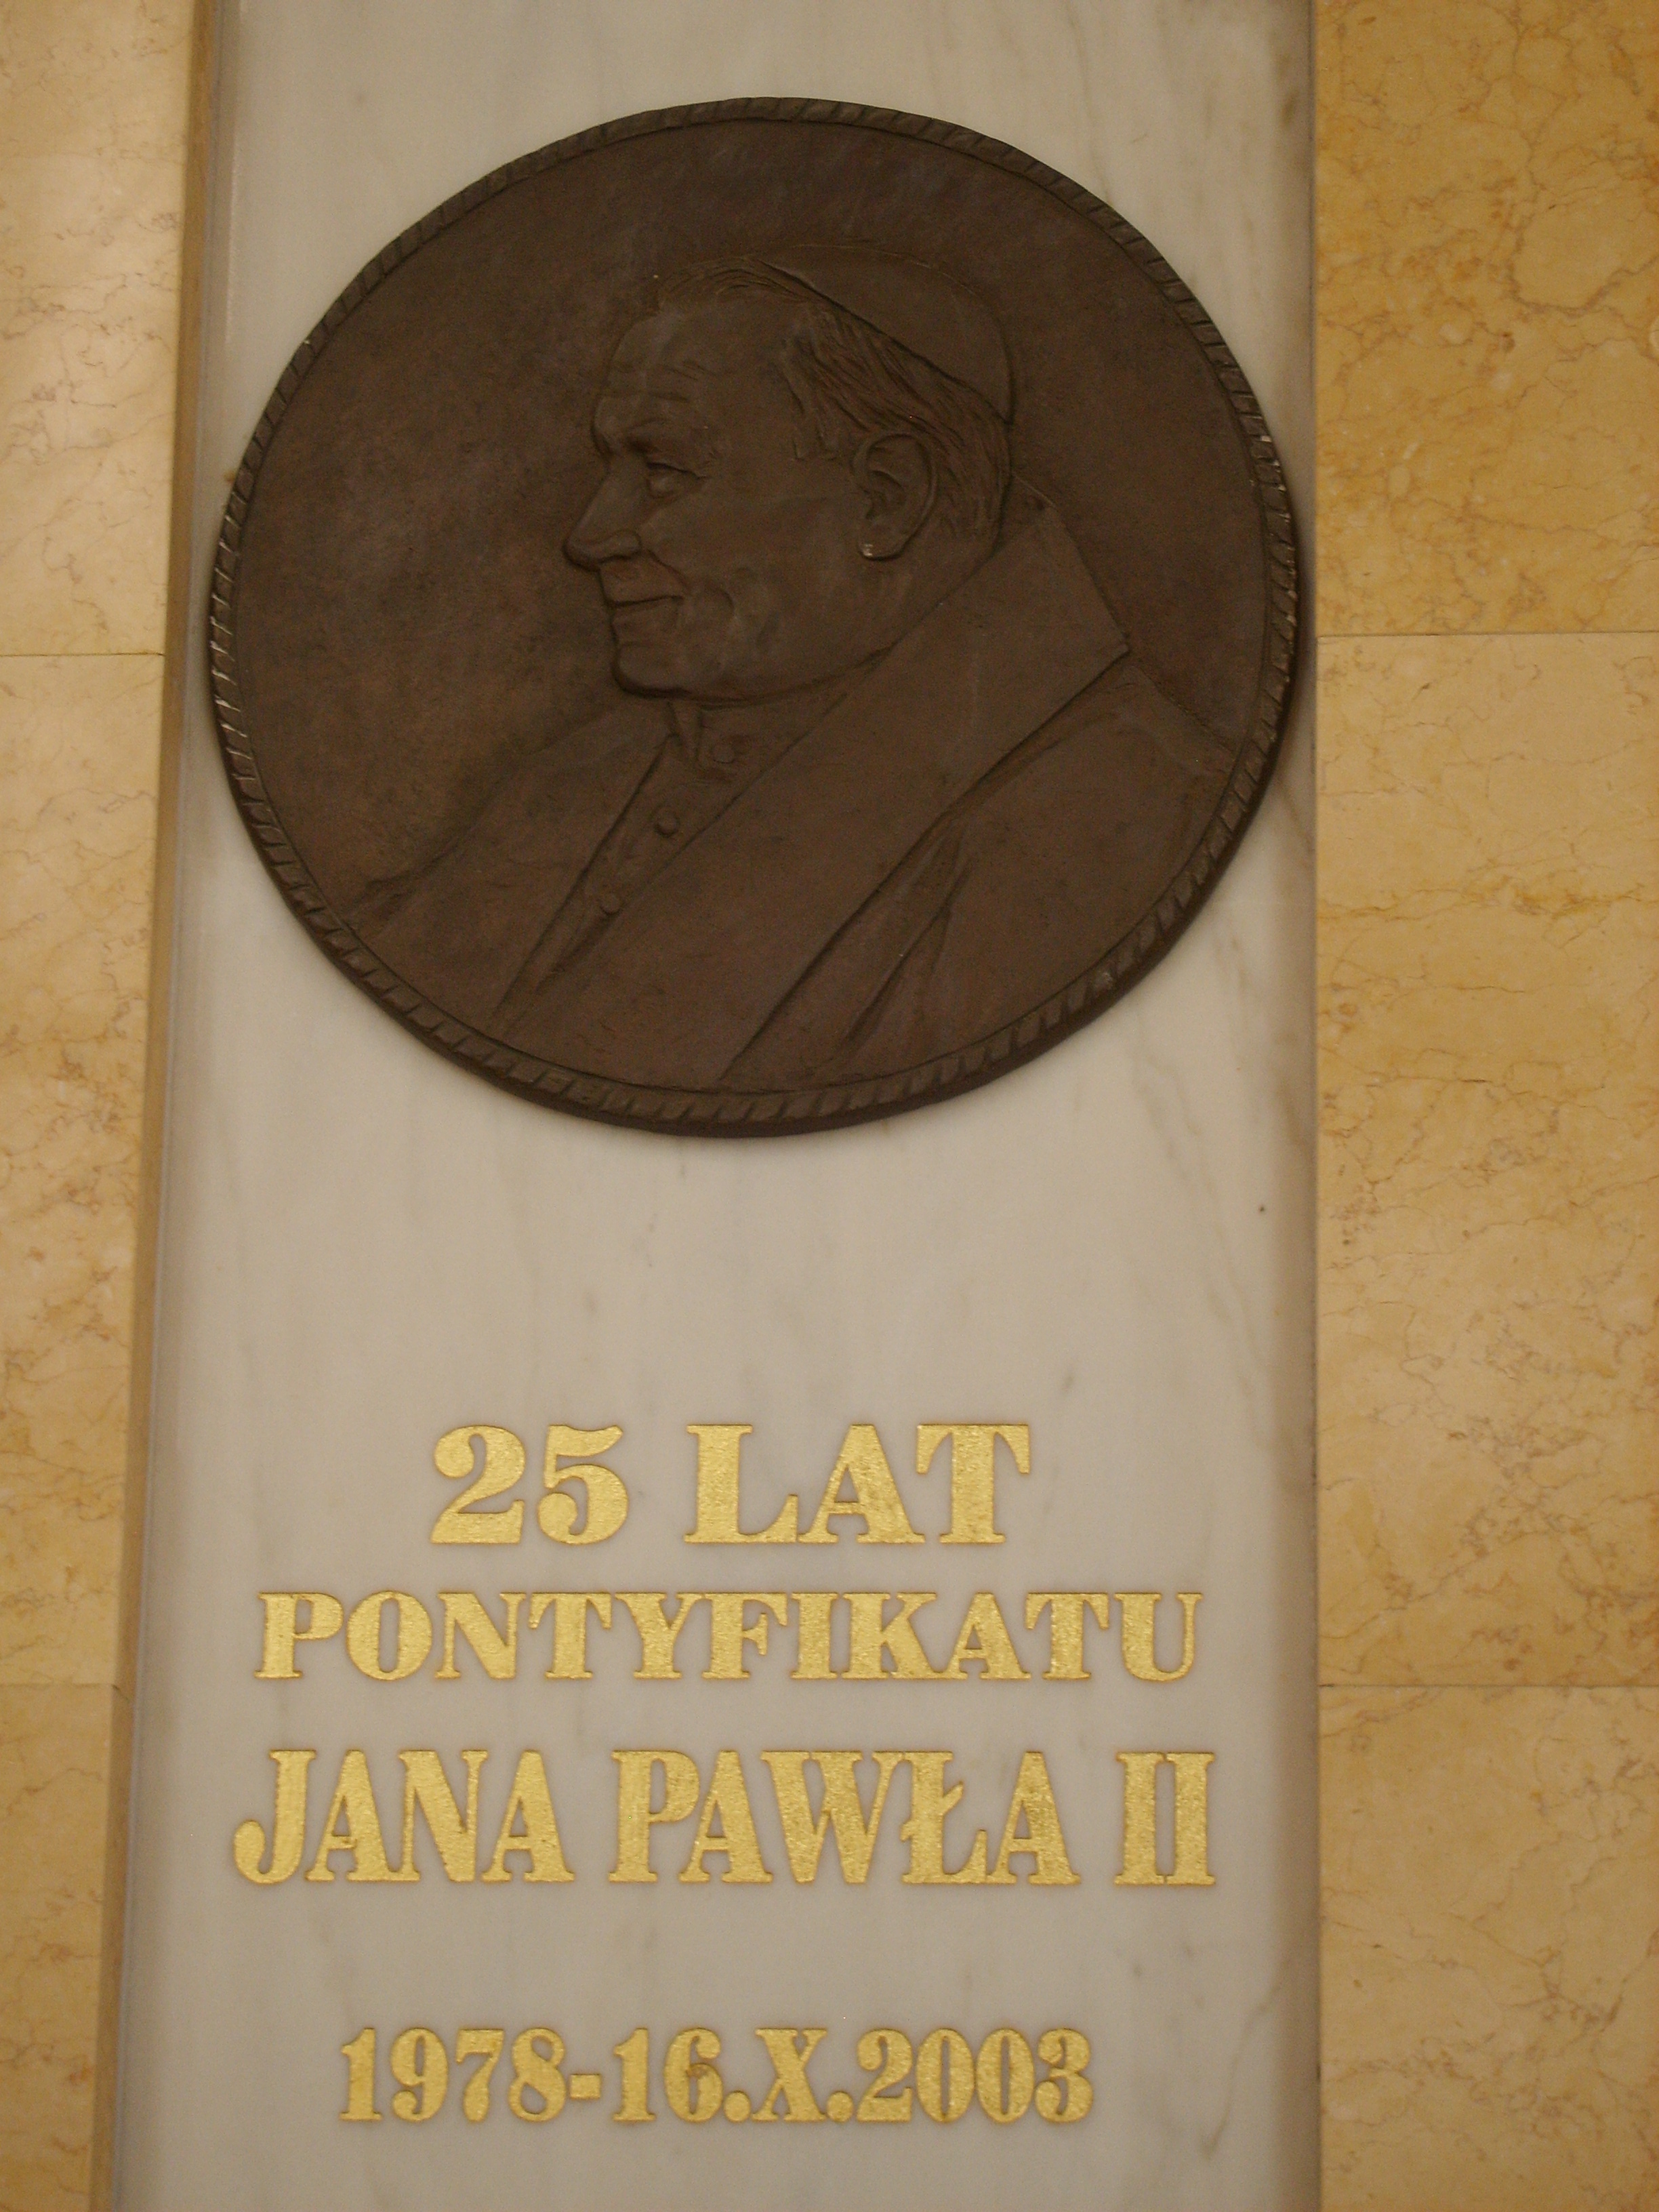 25 LAT
PONTYFIKATU
JANA PAWŁA II
1978-16.X.2003